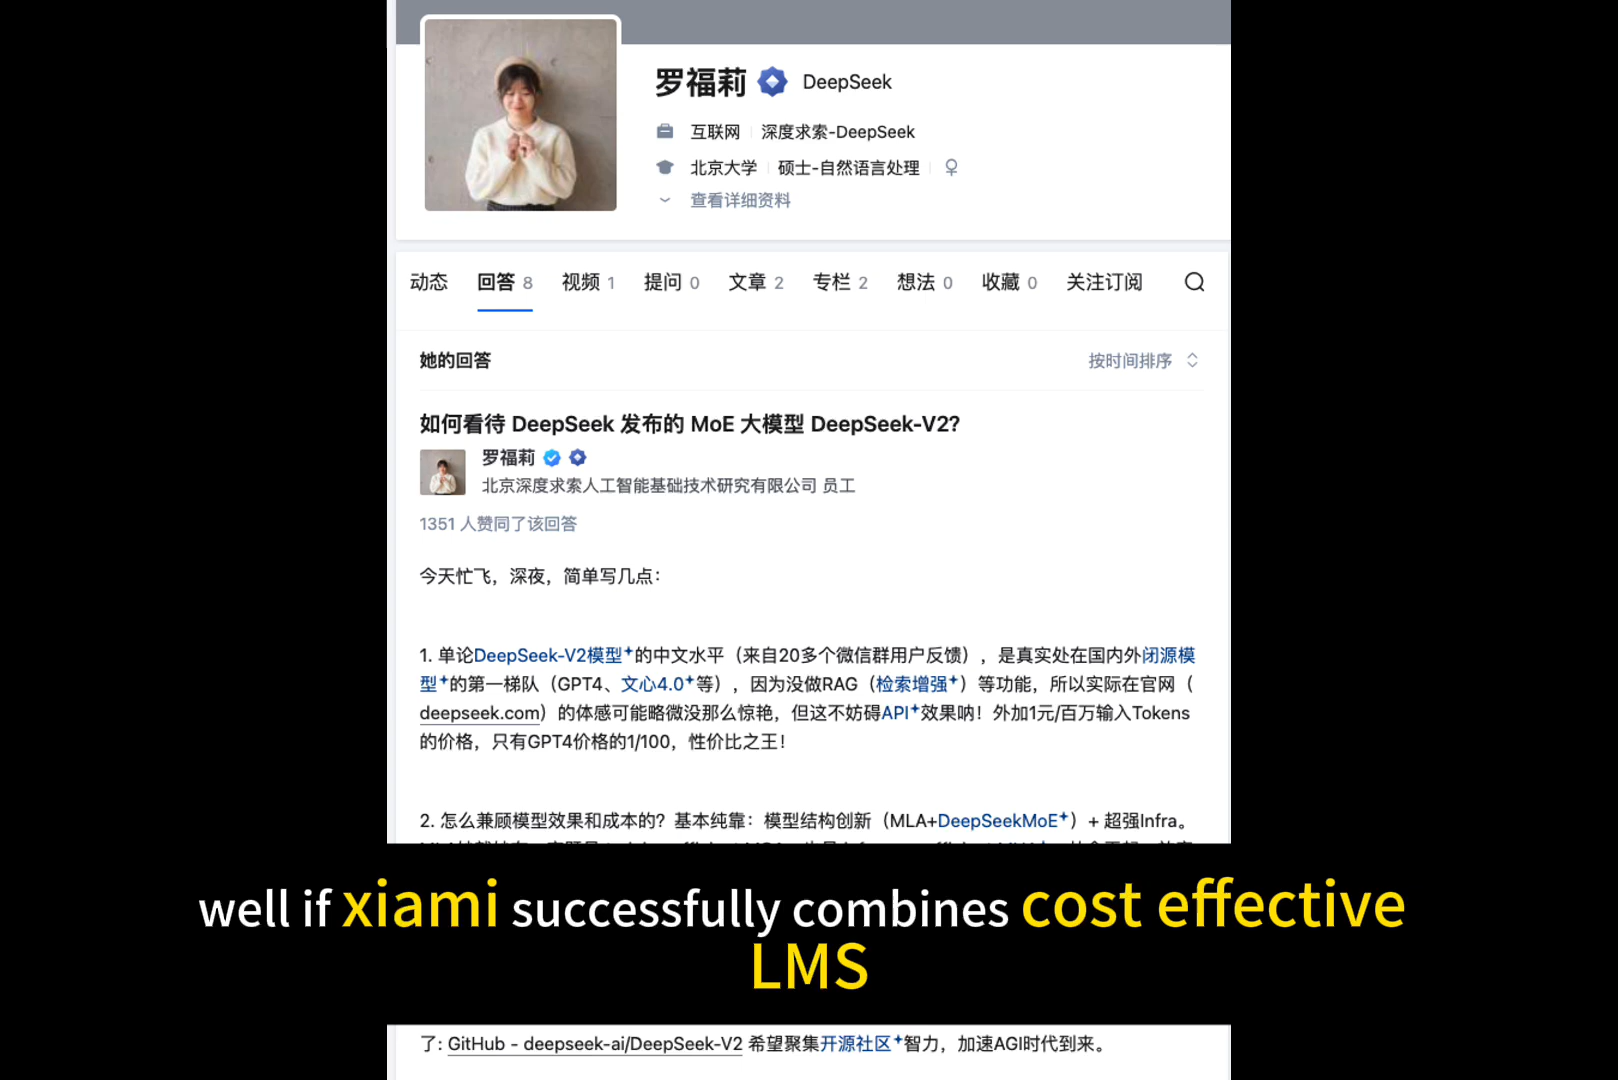 罗福莉 DeepSeek
互联网 深度求索-DeepSeek
北京大学 硕士-自然语言处理
查看详细资料
动态 回答 8 视频 1 提问 0 文章 2 专栏 2 想法 0 收藏 0 关注订阅
她的回答 按时间排序
如何看待 DeepSeek 发布的 MoE 大模型 DeepSeek-V2?
罗福莉
北京深度求索人工智能基础技术研究有限公司 员工
1351 人赞同了该回答
今天忙飞，深夜，简单写几点：
1. 单论DeepSeek-V2模型的中文水平（来自20多个微信群用户反馈），是真实处在国内外闭源模
型的第一梯队（GPT4、文心4.0等），因为没做RAG（检索增强）等功能，所以实际在官网（
deepseek.com）的体感可能略微没那么惊艳，但这不妨碍API效果呐！外加1元/百万输入Tokens
的价格，只有GPT4价格的1/100，性价比之王！
2. 怎么兼顾模型效果和成本的？基本纯靠：模型结构创新（MLA+DeepSeekMoE）+ 超强Infra。
well if xiami successfully combines cost effective
LMS
了: GitHub - deepseek-ai/DeepSeek-V2 希望聚集开源社区智力，加速AGI时代到来。